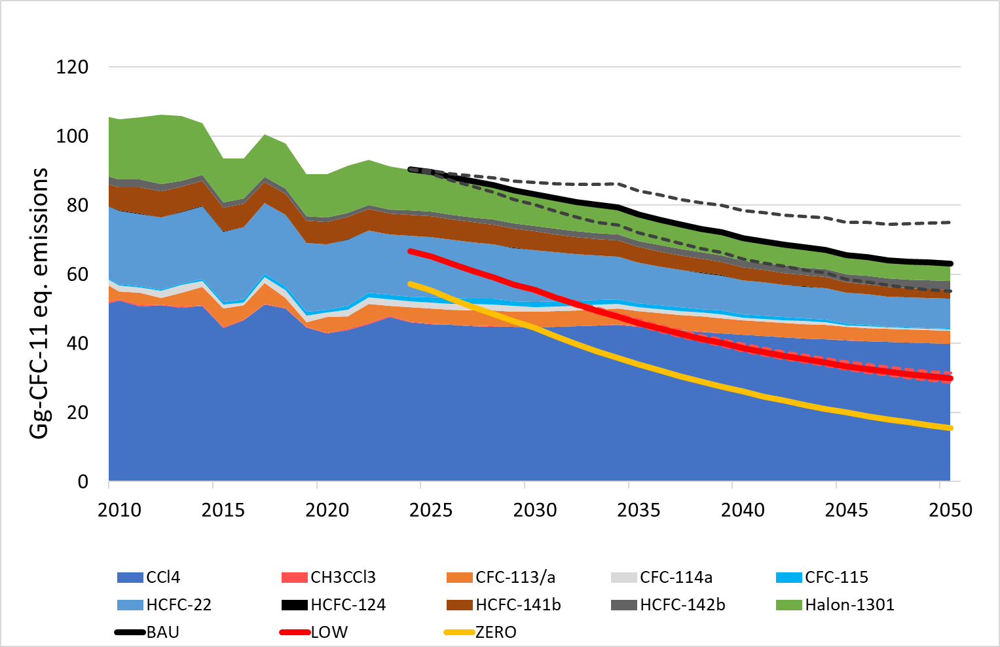 120
100
80
60
40
20
0
Gg-CFC-11 eq. emissions
2010 2015 2020 2025 2030 2035 2040 2045 2050
CCl4 CH3CCl3 CFC-113/a CFC-114a CFC-115
HCFC-22 HCFC-124 HCFC-141b HCFC-142b Halon-1301
BAU LOW ZERO